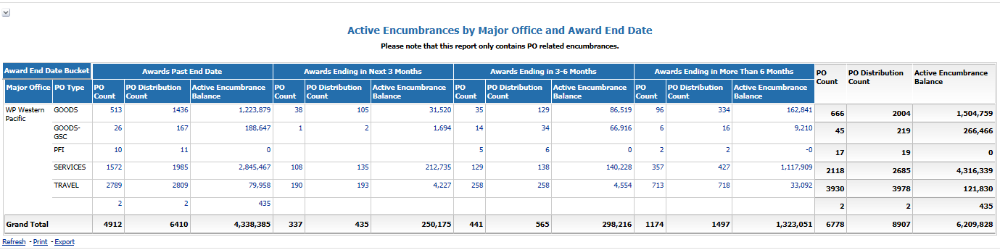 Active Encumbrances by Major Office and Award End Date
Please note that this report only contains PO related encumbrances.
Award End Date Bucket Awards Past End Date Awards Ending in Next 3 Months Awards Ending in 3-6 Months Awards Ending in More Than 6 Months PO Count PO Distribution Count Active Encumbrance Balance
Major Office PO Type PO Count PO Distribution Count Active Encumbrance Balance PO Count PO Distribution Count Active Encumbrance Balance PO Count PO Distribution Count Active Encumbrance Balance PO Count PO Distribution Count Active Encumbrance Balance
WP Western Pacific GOODS 513 1436 1,223,879 38 105 31,520 35 129 86,519 96 334 162,841 666 2004 1,504,759
GOODS-GSC 26 167 188,647 1 2 1,694 14 34 66,916 6 16 9,210 45 219 266,466
PFI 10 11 0 5 6 0 2 2 -0 17 19 0
SERVICES 1572 1985 2,845,467 108 135 212,735 129 138 140,228 357 427 1,117,909 2118 2685 4,316,339
TRAVEL 2789 2809 79,958 190 193 4,227 258 258 4,554 713 718 33,092 3930 3978 121,830
2 2 435 2 2 435
Grand Total 4912 6410 4,338,385 337 435 250,175 441 565 298,216 1174 1497 1,323,051 6778 8907 6,209,828
Refresh - Print - Export